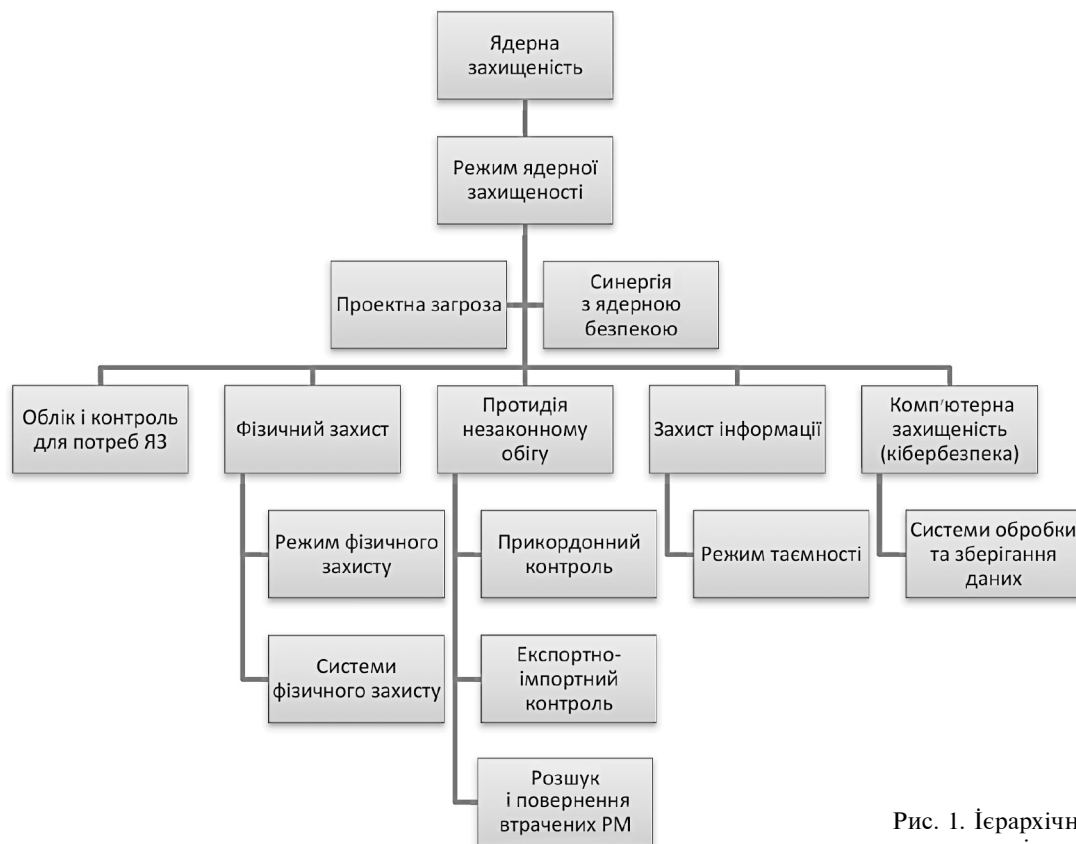 Ядерна
захищеність
Режим ядерної
захищеності
Проектна загроза
Синергія
з ядерною
безпекою
Облік і контроль
для потреб ЯЗ
Фізичний захист
Протидія
незаконному
обігу
Захист інформації
Комп'ютерна
захищеність
(кібербезпека)
Режим фізичного
захисту
Прикордонний
контроль
Режим таємності
Системи обробки
та зберігання
даних
Системи
фізичного захисту
Експортно-
імпортний
контроль
Розшук
і повернення
втрачених РМ
Рис. 1. Ієрархічн